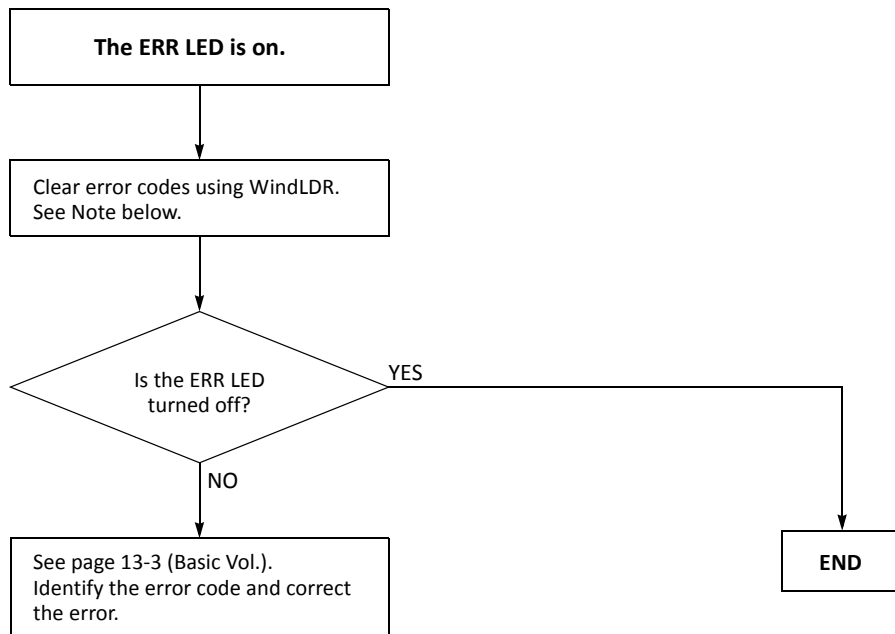 The ERR LED is on.
Clear error codes using WindLDR.
See Note below.
Is the ERR LED
turned off?
YES
NO
See page 13-3 (Basic Vol.).
Identify the error code and correct
the error.
END